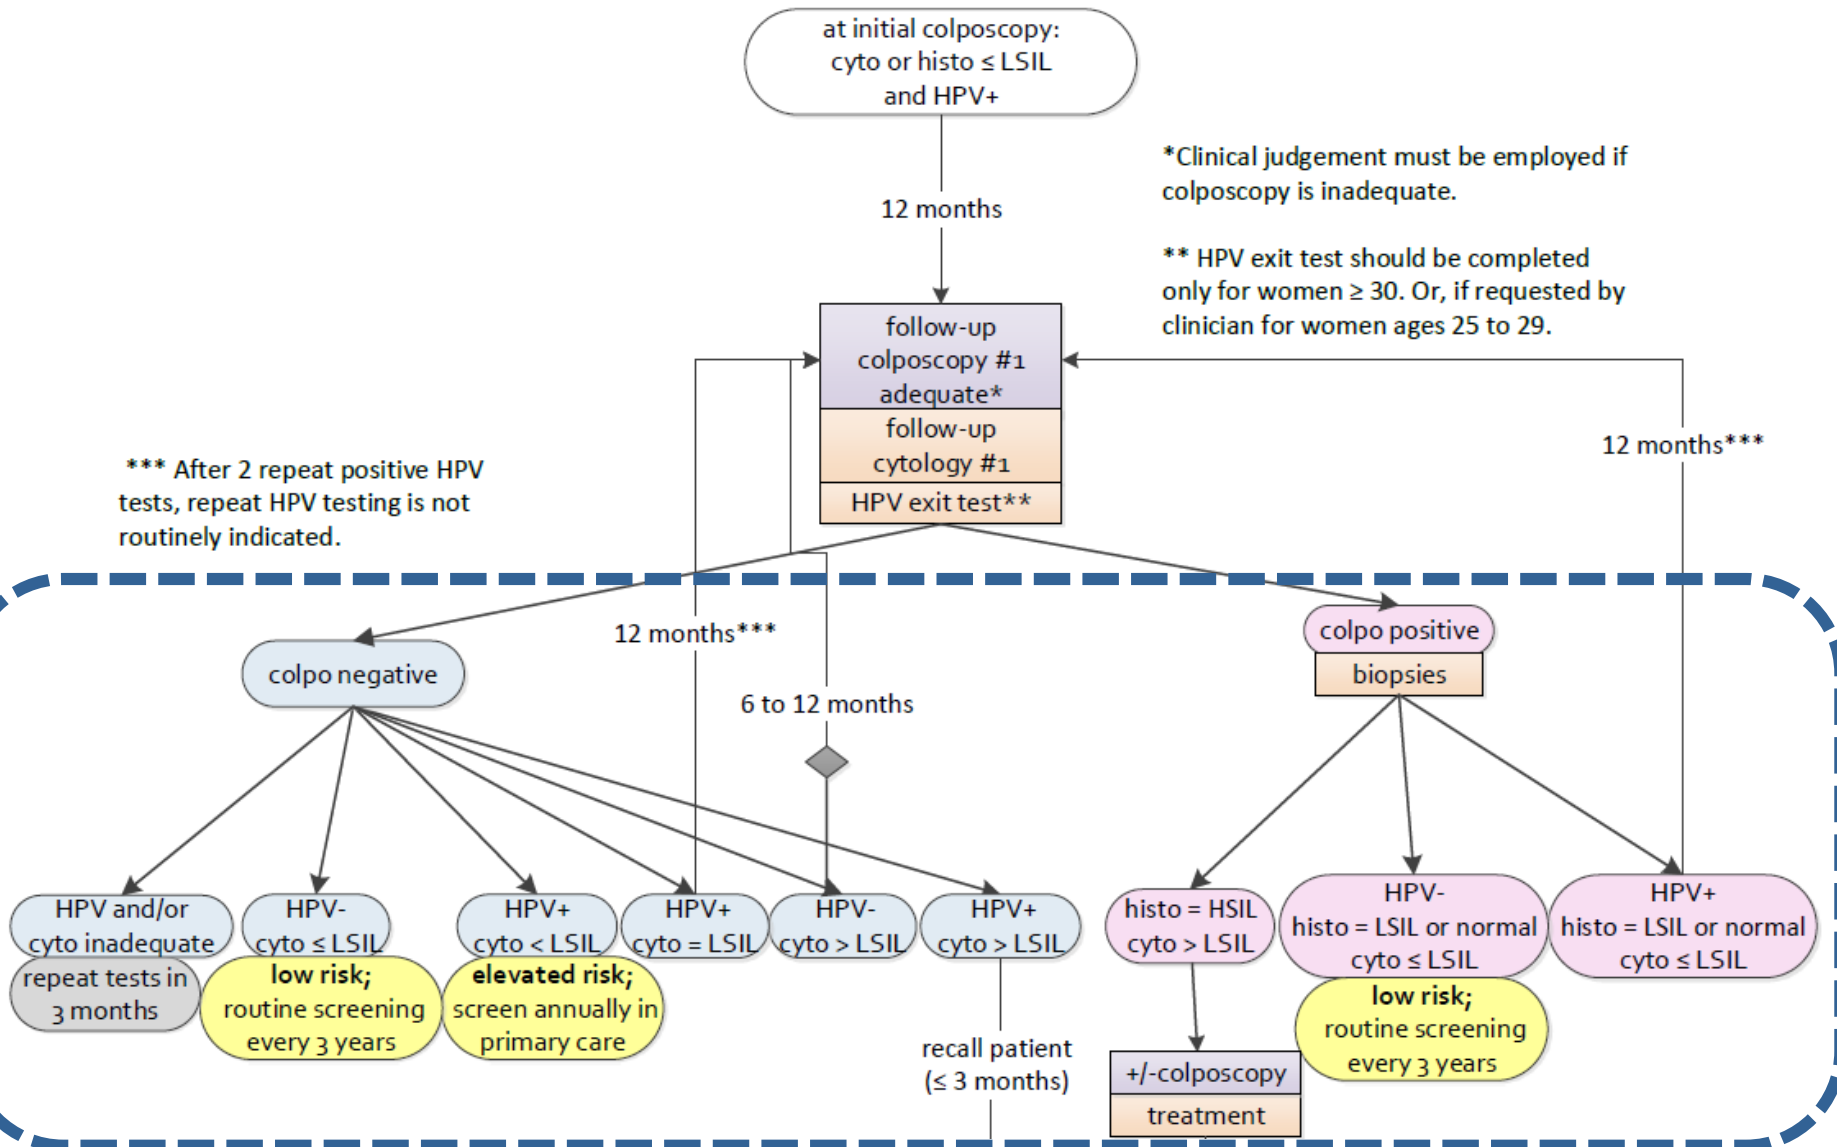 at initial colposcopy:
cyto or histo ≤ LSIL
and HPV+
12 months
*Clinical judgement must be employed if
colposcopy is inadequate.
** HPV exit test should be completed
only for women ≥ 30. Or, if requested by
clinician for women ages 25 to 29.
follow-up
colposcopy #1
adequate*
follow-up
cytology #1
HPV exit test**
12 months***
*** After 2 repeat positive HPV
tests, repeat HPV testing is not
routinely indicated.
12 months***
6 to 12 months
colpo negative
colpo positive
biopsies
HPV and/or
cyto inadequate
repeat tests in
3 months
HPV-
cyto ≤ LSIL
low risk;
routine screening
every 3 years
HPV+
cyto < LSIL
elevated risk;
screen annually in
primary care
HPV+
cyto = LSIL
HPV-
cyto > LSIL
HPV+
cyto > LSIL
recall patient
(≤ 3 months)
histo = HSIL
cyto > LSIL
+/-colposcopy
treatment
HPV-
histo = LSIL or normal
cyto ≤ LSIL
low risk;
routine screening
every 3 years
HPV+
histo = LSIL or normal
cyto ≤ LSIL